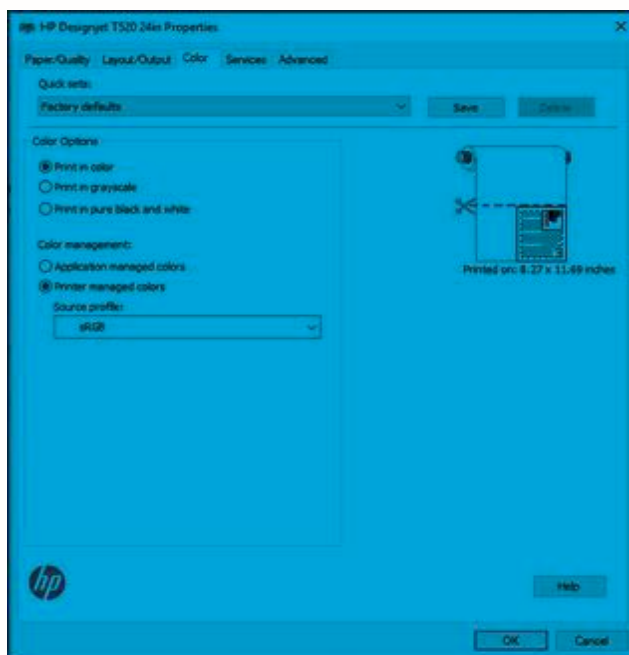 HP Designjet T520 24in Properties
Paper/Quality Layout/Output Color Services Advanced
Quick sets:
Factory defaults Save Delete
Color Options
Print in color
Print in grayscale
Print in pure black and white
Color management:
Application managed colors
Printer managed colors
Source profile:
sRGB
Printed on: 8.27 x 11.69 inches
hp
Help
OK Cancel